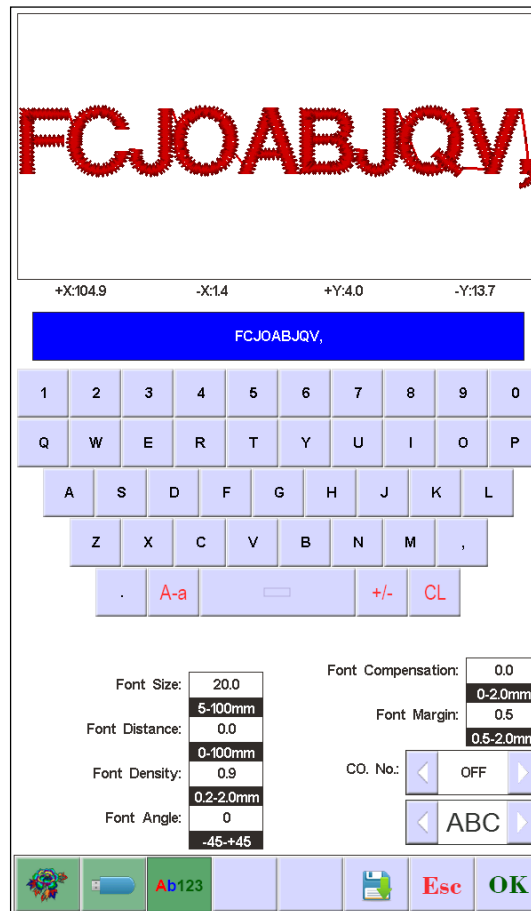 FCJOABJQV,
+X:104.9 -X:1.4 +Y:4.0 -Y:13.7
FCJOABJQV,
1 2 3 4 5 6 7 8 9 0
Q W E R T Y U I O P
A S D F G H J K L
Z X C V B N M ,
. A-a +/- CL
Font Size: 20.0
5-100mm
Font Distance: 0.0
0-100mm
Font Density: 0.9
0.2-2.0mm
Font Angle: 0
-45-+45
Font Compensation: 0.0
0-2.0mm
Font Margin: 0.5
0.5-2.0mm
CO. No.: OFF
ABC
Ab123 Esc OK